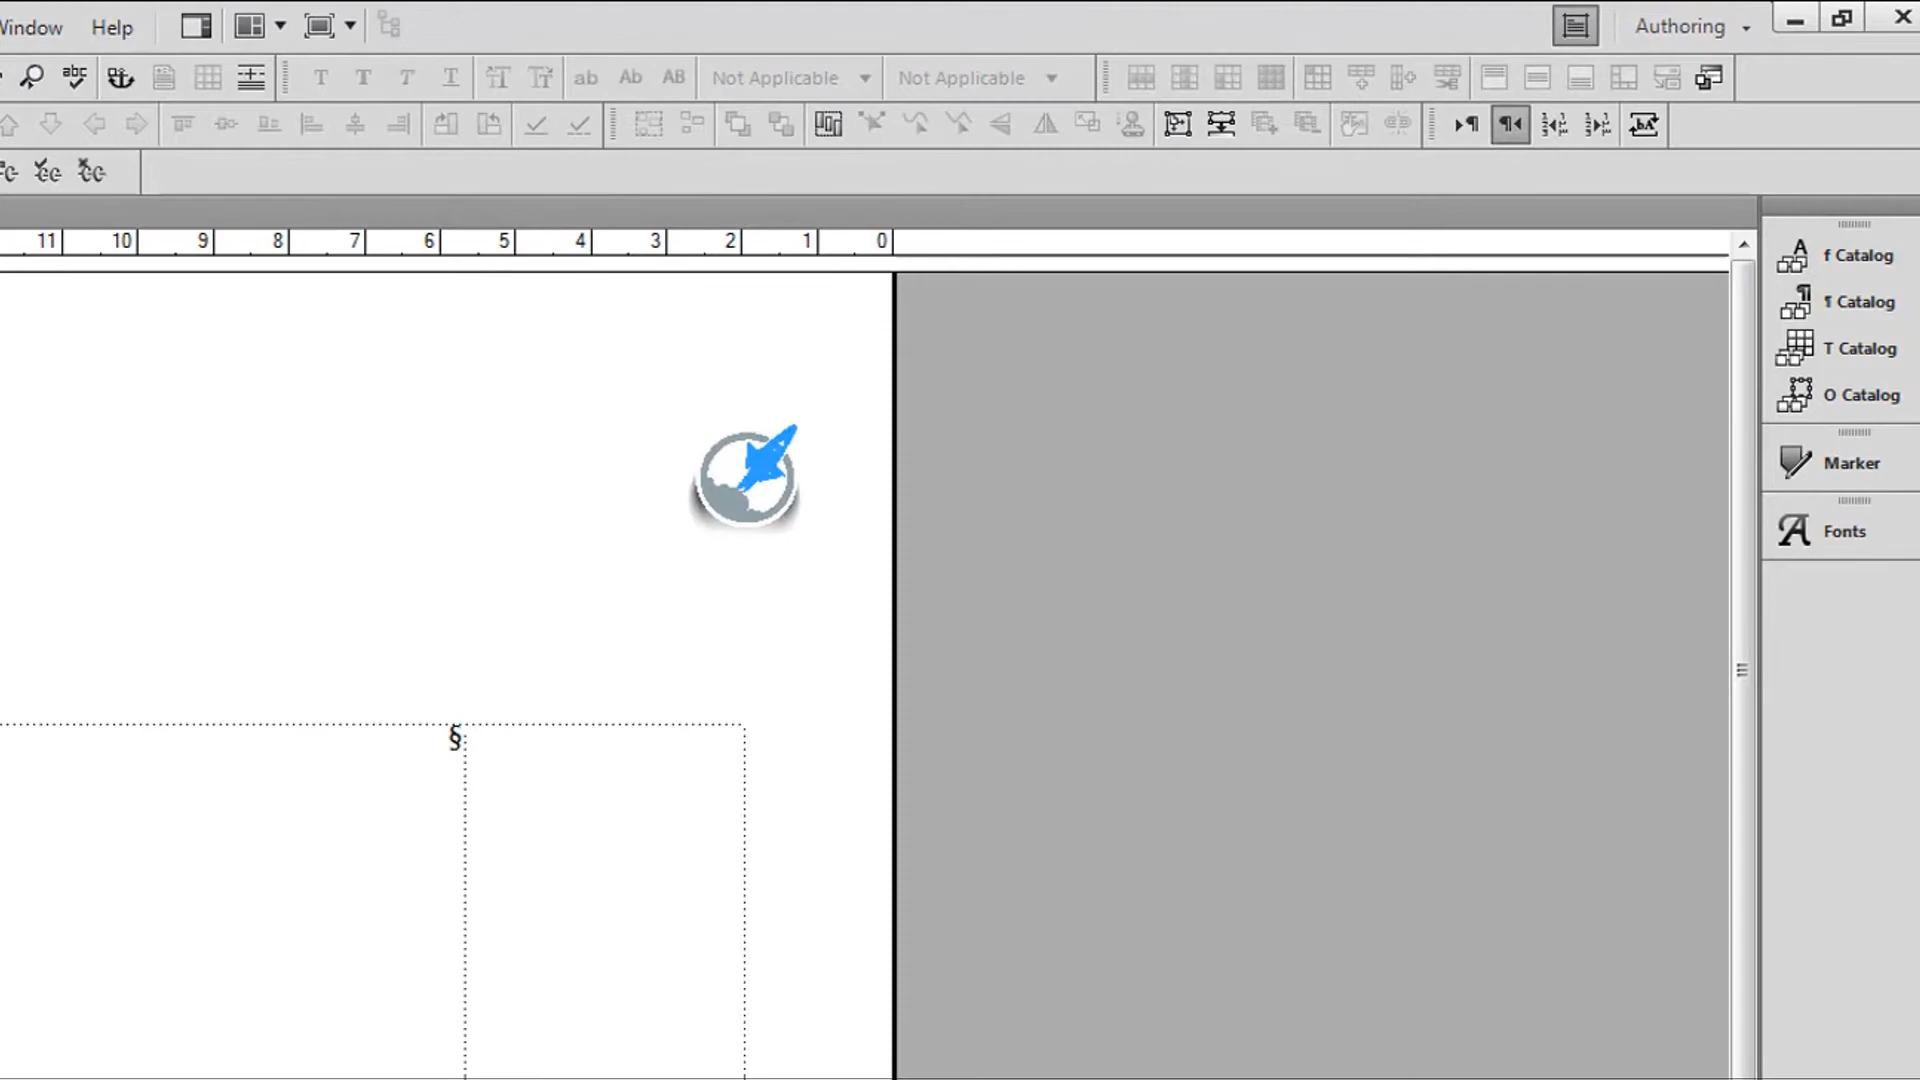 Window Help Authoring
abc T T T T ab Ab AB Not Applicable Not Applicable
11 10 9 8 7 6 5 4 3 2 1 0
f Catalog
¶ Catalog
T Catalog
O Catalog
Marker
Fonts
§